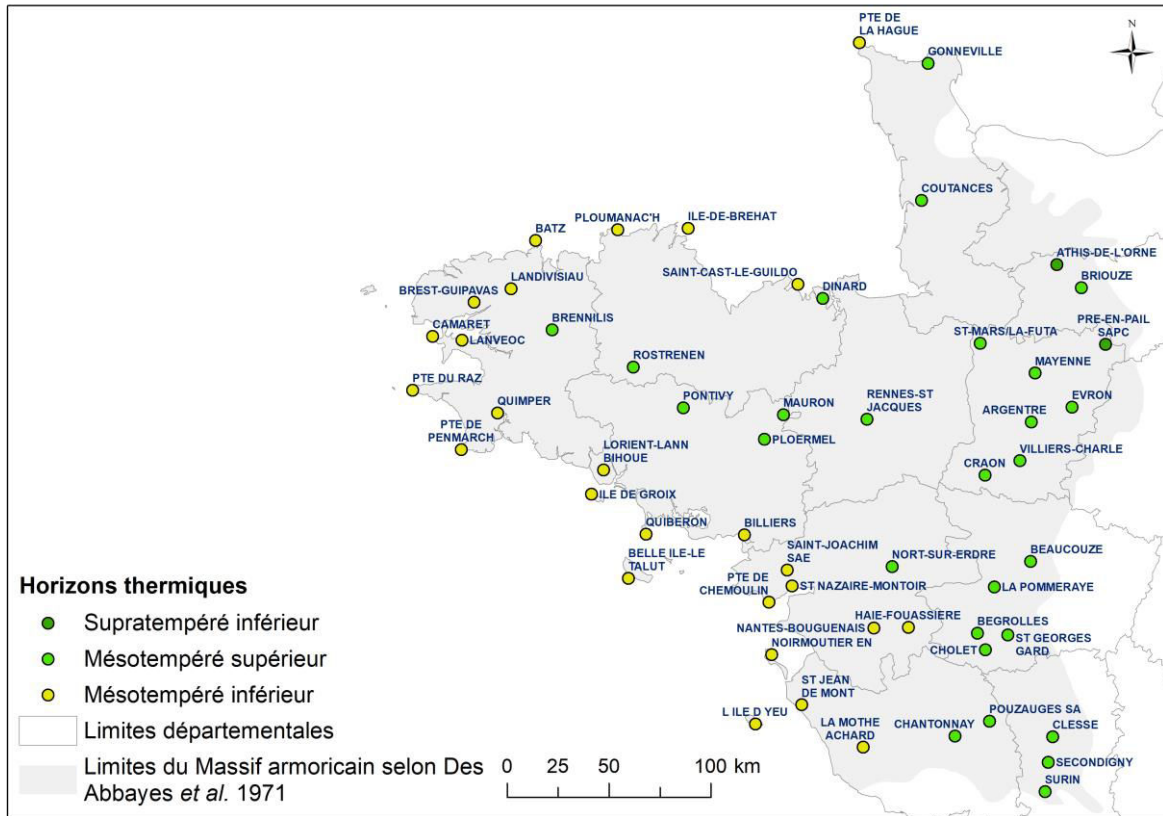 PTE DE
LA HAGUE
N
GONNEVILLE
COUTANCES
PLOUMANAC'H
ILE-DE-BREHAT
BATZ
ATHIS-DE-L'ORNE
SAINT-CAST-LE-GUILDO
LANDIVISIAU
DINARD
BRIOUZE
BREST-GUIPAVAS
CAMARET
BRENNILIS
ST-MARS/LA-FUTA
PRE-EN-PAIL
SAPC
LANVEOC
ROSTRENEN
MAYENNE
PTE DU RAZ
PONTIVY
RENNES-ST
JACQUES
EVRON
QUIMPER
MAURON
ARGENTRE
PTE DE
PENMARCH
PLOERMEL
LORIENT-LANN
BIHOUE
VILLIERS-CHARLE
CRAON
ILE DE GROIX
QUIBERON
BILLIERS
SAINT-JOACHIM
SAE
NORT-SUR-ERDRE
BEAUCOUZE
BELLE ILE-LE
TALUT
PTE DE
CHEMOULIN
ST NAZAIRE-MONTOIR
LA POMMERAYE
HAIE-FOUASSIERE
NANTES-BOUGUENAIS
BEGROLLES
ST GEORGES
GARD
NOIRMOUTIER EN
CHOLET
ST JEAN
DE MONT
L ILE D YEU
LA MOTHE
ACHARD
CHANTONNAY
POUZAUGES SA
CLESSE
SECONDIGNY
SURIN
Horizons thermiques
Supratempéré inférieur
Mésotempéré supérieur
Mésotempéré inférieur
Limites départementales
Limites du Massif armoricain selon Des
Abbayes et al. 1971
0 25 50 100 km